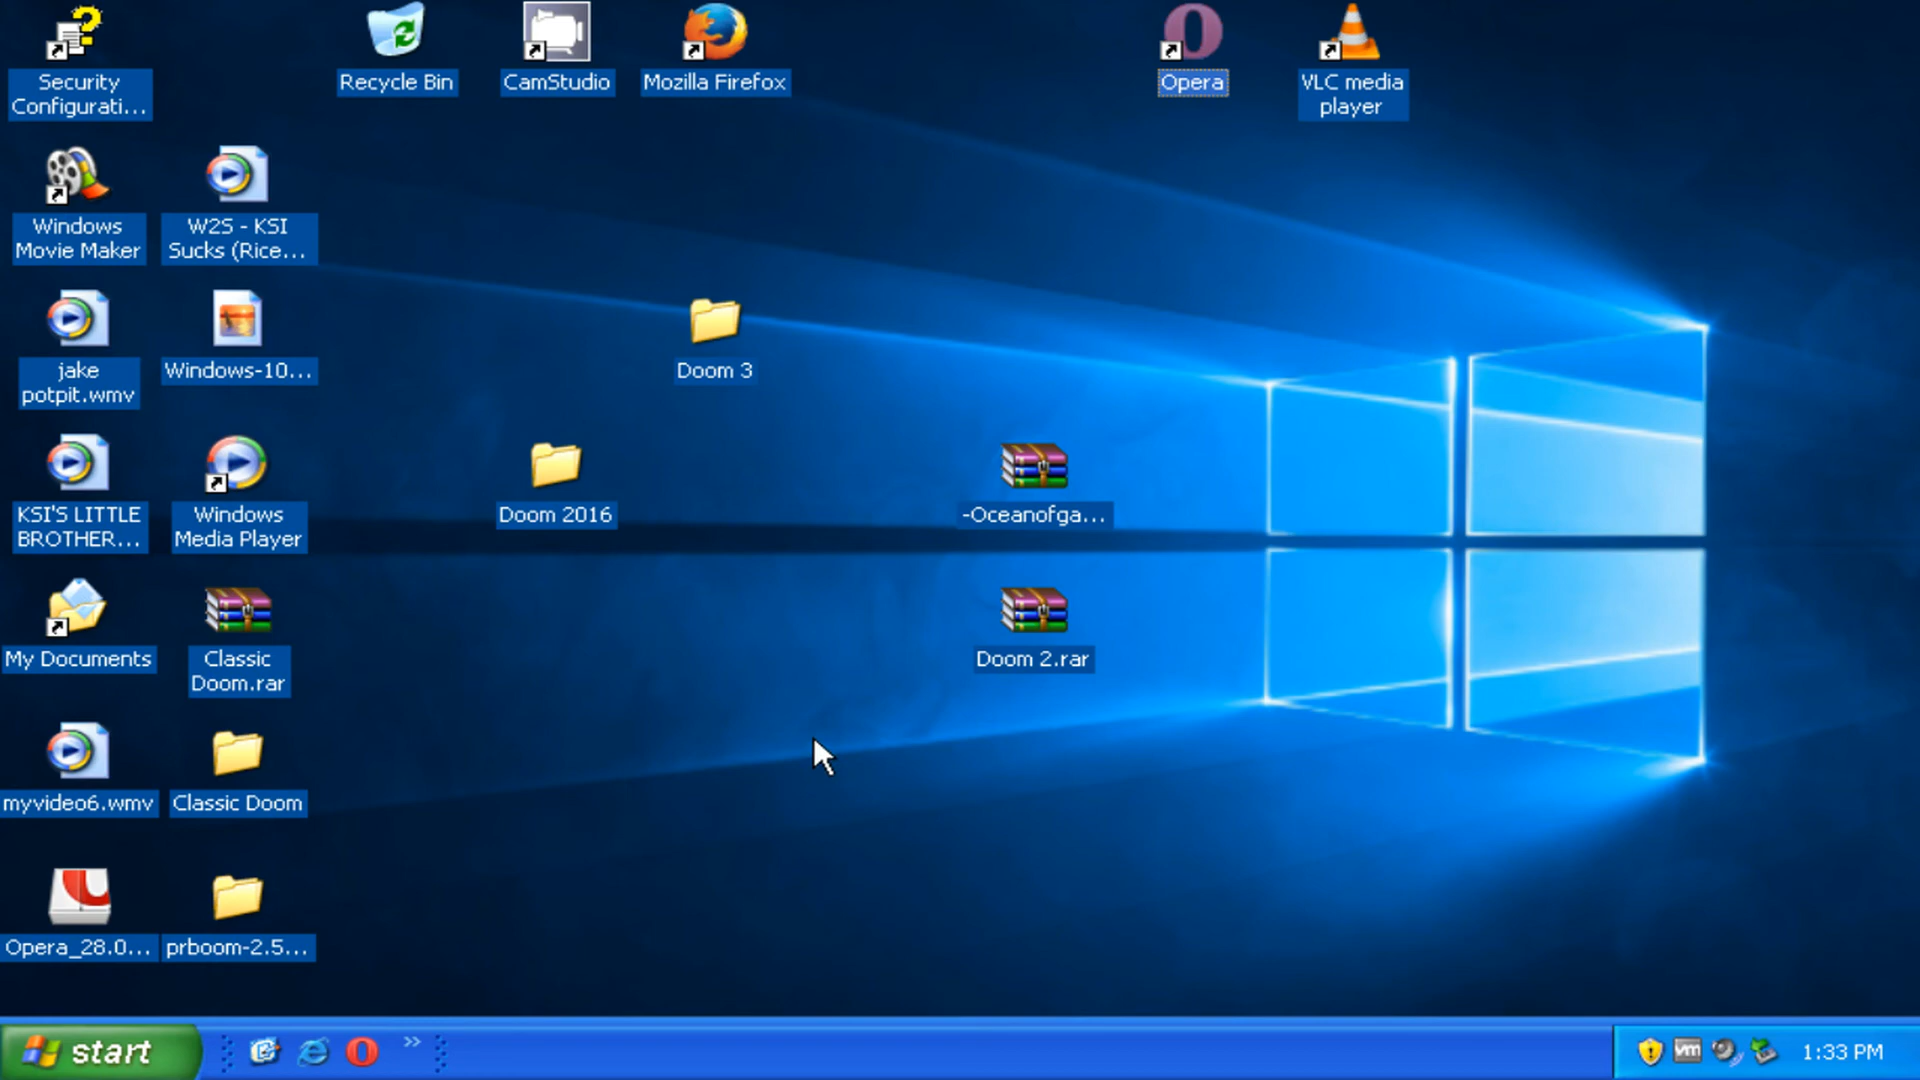 Security
Configurati...
Recycle Bin
CamStudio
Mozilla Firefox
Opera
VLC media
player
Windows
Movie Maker
W2S - KSI
Sucks (Rice...
jake
potpit.wmv
Windows-10...
Doom 3
KSI'S LITTLE
BROTHER...
Windows
Media Player
Doom 2016
-Oceanofga...
My Documents
Classic
Doom.rar
Doom 2.rar
myvideo6.wmv
Classic Doom
Opera_28.0...
prboom-2.5...
start
vm
1:33 PM